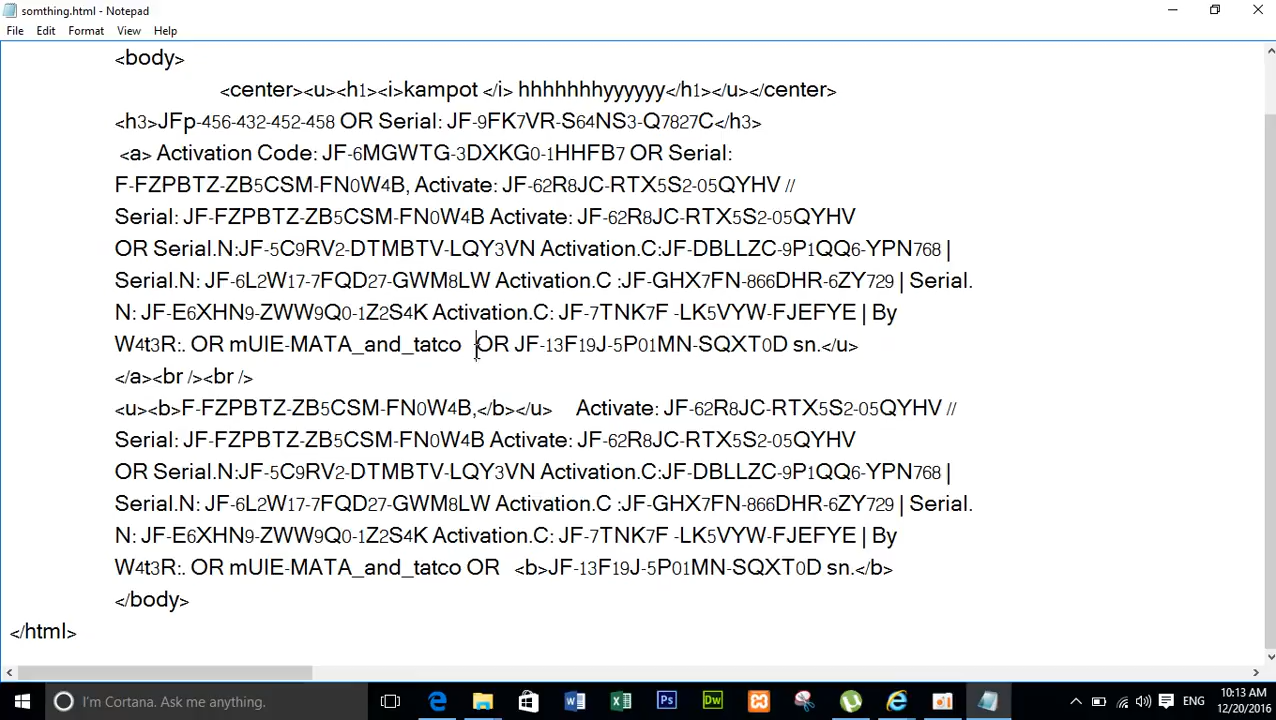 somthing.html - Notepad
File Edit Format View Help
<body>
<center><u><h1><i>kampot </i> hhhhhhhyyyyyy</h1></u></center>
<h3>JFp-456-432-452-458 OR Serial: JF-9FK7VR-S64NS3-Q7827C</h3>
<a> Activation Code: JF-6MGWTG-3DXKG0-1HHFB7 OR Serial:
F-FZPBTZ-ZB5CSM-FN0W4B, Activate: JF-62R8JC-RTX5S2-05QYHV //
Serial: JF-FZPBTZ-ZB5CSM-FN0W4B Activate: JF-62R8JC-RTX5S2-05QYHV
OR Serial.N:JF-5C9RV2-DTMBTV-LQY3VN Activation.C:JF-DBLLZC-9P1QQ6-YPN768 |
Serial.N: JF-6L2W17-7FQD27-GWM8LW Activation.C :JF-GHX7FN-866DHR-6ZY729 | Serial.
N: JF-E6XHN9-ZWW9Q0-1Z2S4K Activation.C: JF-7TNK7F -LK5VYW-FJEFYE | By
W4t3R:. OR mUIE-MATA_and_tatco OR JF-13F19J-5P01MN-SQXT0D sn.</u>
</a><br /><br />
<u><b>F-FZPBTZ-ZB5CSM-FN0W4B,</b></u> Activate: JF-62R8JC-RTX5S2-05QYHV //
Serial: JF-FZPBTZ-ZB5CSM-FN0W4B Activate: JF-62R8JC-RTX5S2-05QYHV
OR Serial.N:JF-5C9RV2-DTMBTV-LQY3VN Activation.C:JF-DBLLZC-9P1QQ6-YPN768 |
Serial.N: JF-6L2W17-7FQD27-GWM8LW Activation.C :JF-GHX7FN-866DHR-6ZY729 | Serial.
N: JF-E6XHN9-ZWW9Q0-1Z2S4K Activation.C: JF-7TNK7F -LK5VYW-FJEFYE | By
W4t3R:. OR mUIE-MATA_and_tatco OR <b>JF-13F19J-5P01MN-SQXT0D sn.</b>
</body>
</html>
I'm Cortana. Ask me anything.
Ps Dw
ENG
10:13 AM
12/20/2016